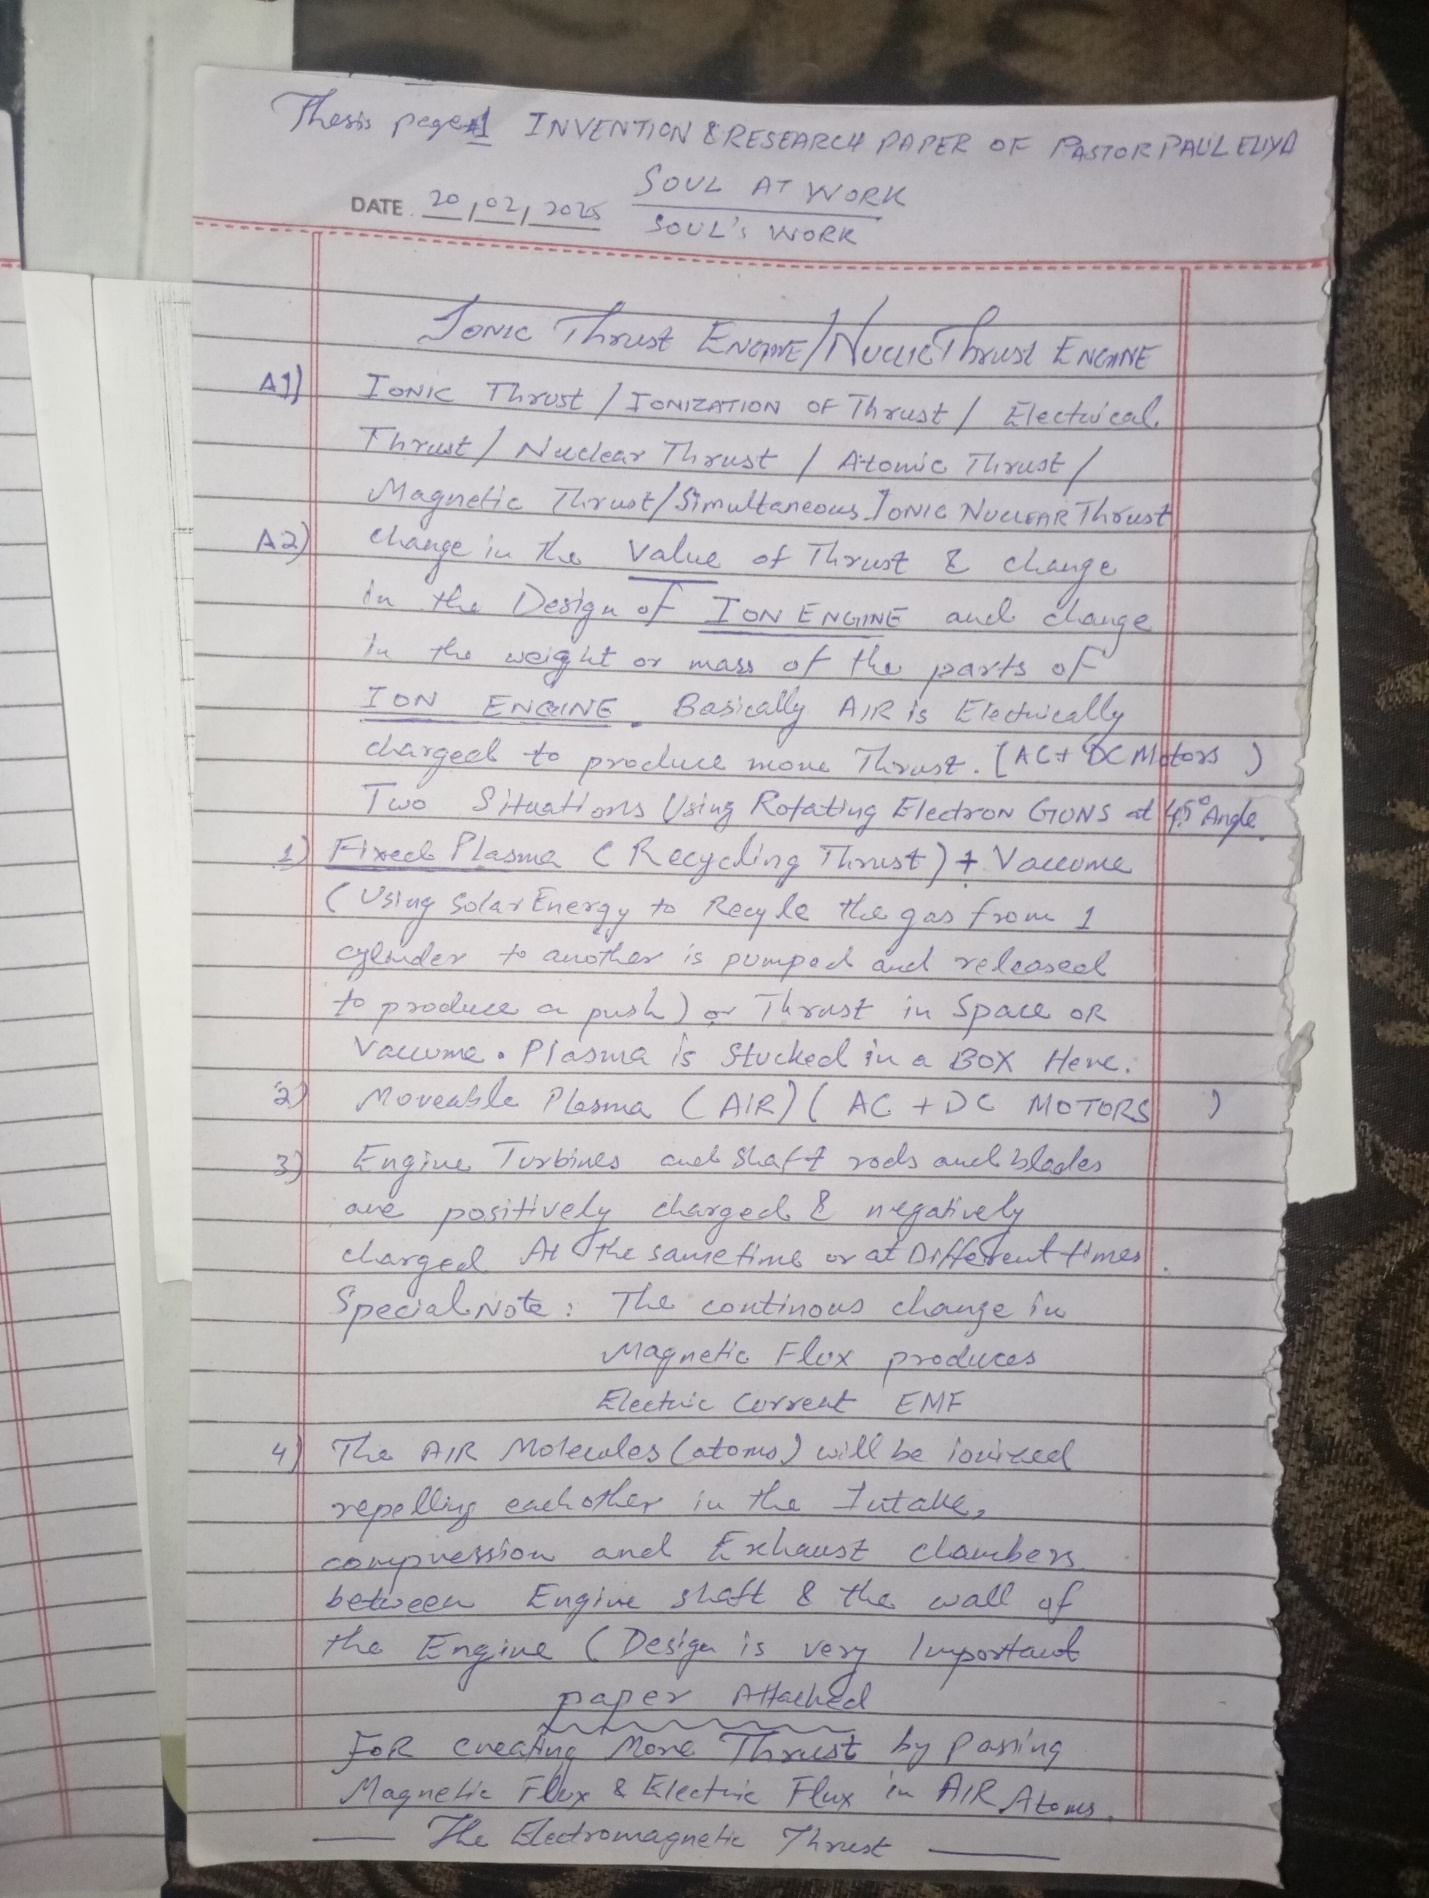 Thesis page#1 INVENTION & RESEARCH PAPER OF PASTOR PAUL ELIYA
SOUL AT WORK
DATE 20/02/2025
SOUL'S WORK
IONIC Thrust ENGINE/NUCLIC Thrust ENGINE
A1) IONIC Thrust / IONIZATION OF Thrust / Electrical
Thrust / Nuclear Thrust / Atomic Thrust /
Magnetic Thrust/Simultaneous IONIC NUCLEAR Thrust
A2) change in the Value of Thrust & change
in the Design of ION ENGINE and change
in the weight or mass of the parts of
ION ENGINE. Basically AIR is Electrically
charged to produce more Thrust. (AC+ DC Motors )
Two Situations Using Rotating Electron GUNS at 45° Angle.
1) Fixed Plasma (Recycling Thrust) + Vaccume
(Using Solar Energy to Recyle the gas from 1
cylinder to another is pumped and released
to produce a push) or Thrust in Space OR
Vaccume. Plasma is Stucked in a BOX Here.
2) Moveable Plasma (AIR) ( AC + DC MOTORS )
3) Engine Turbines and Shaft rods and blades
are positively charged & negatively
charged At the same time or at Different times.
Special Note : The continous change in
Magnetic Flux produces
Electric Current EMF
4) The AIR Molecules (atoms) will be ionized
repelling eachother in the Intake,
compression and Exhaust chambers
between Engine shaft & the wall of
the Engine (Design is very Important
paper Attached
FOR creating More Thrust by passing
Magnetic Flux & Electric Flux in AIR Atoms.
— The Electromagnetic Thrust —